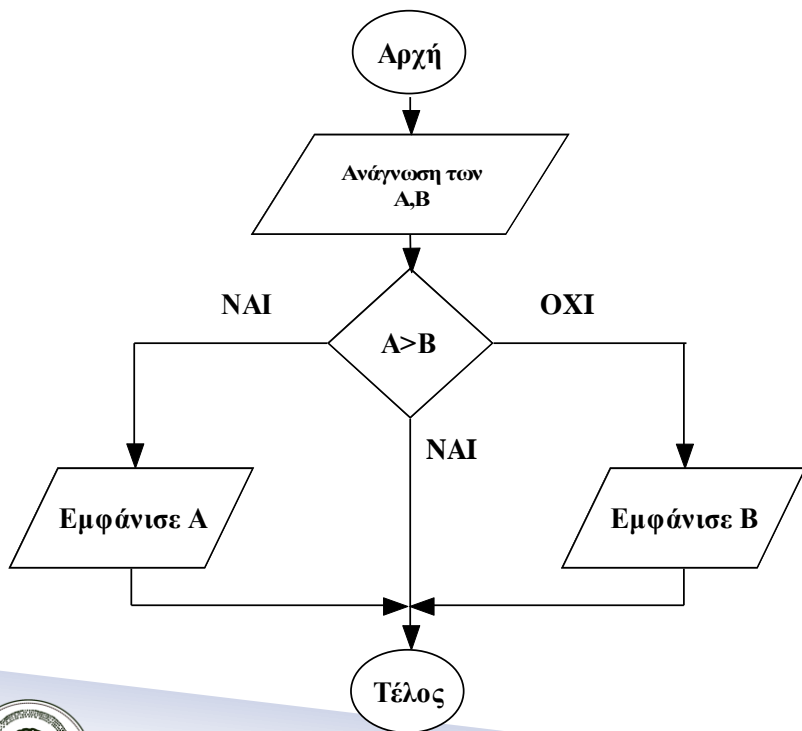 Αρχή
Ανάγνωση των
Α,Β
ΝΑΙ
ΟΧΙ
Α>Β
ΝΑΙ
Εμφάνισε Α
Εμφάνισε Β
Τέλος